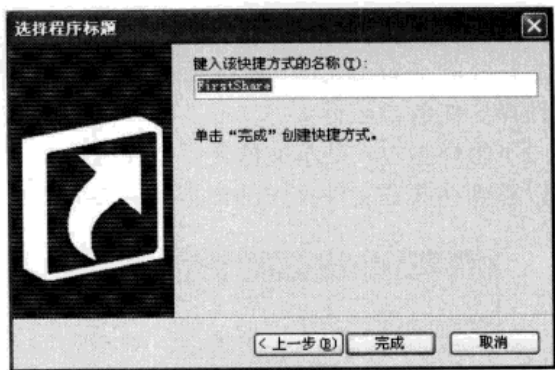 选择程序标题
键入该快捷方式的名称(T):
FirstShare
单击“完成”创建快捷方式。
<上一步(B)
完成
取消